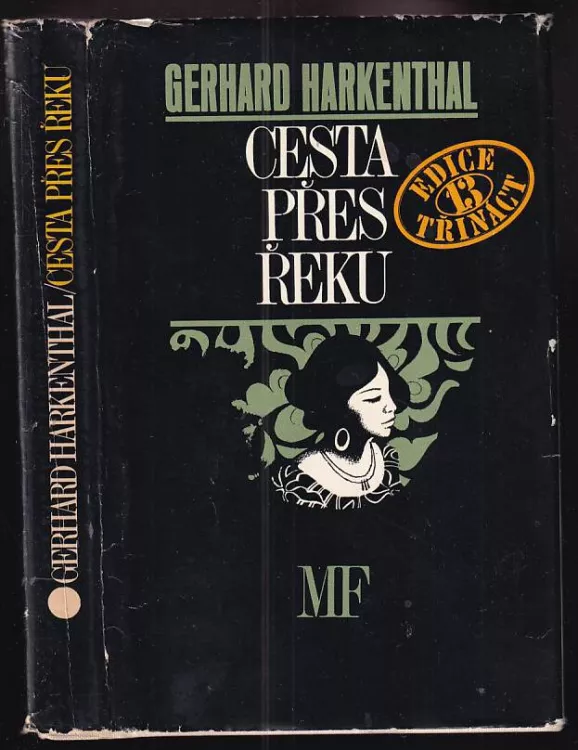 GERHARD HARKENTHAL/CESTA PŘES ŘEKU
GERHARD HARKENTHAL
CESTA
PŘES
ŘEKU
EDICE
13
TŘINÁCT
MF